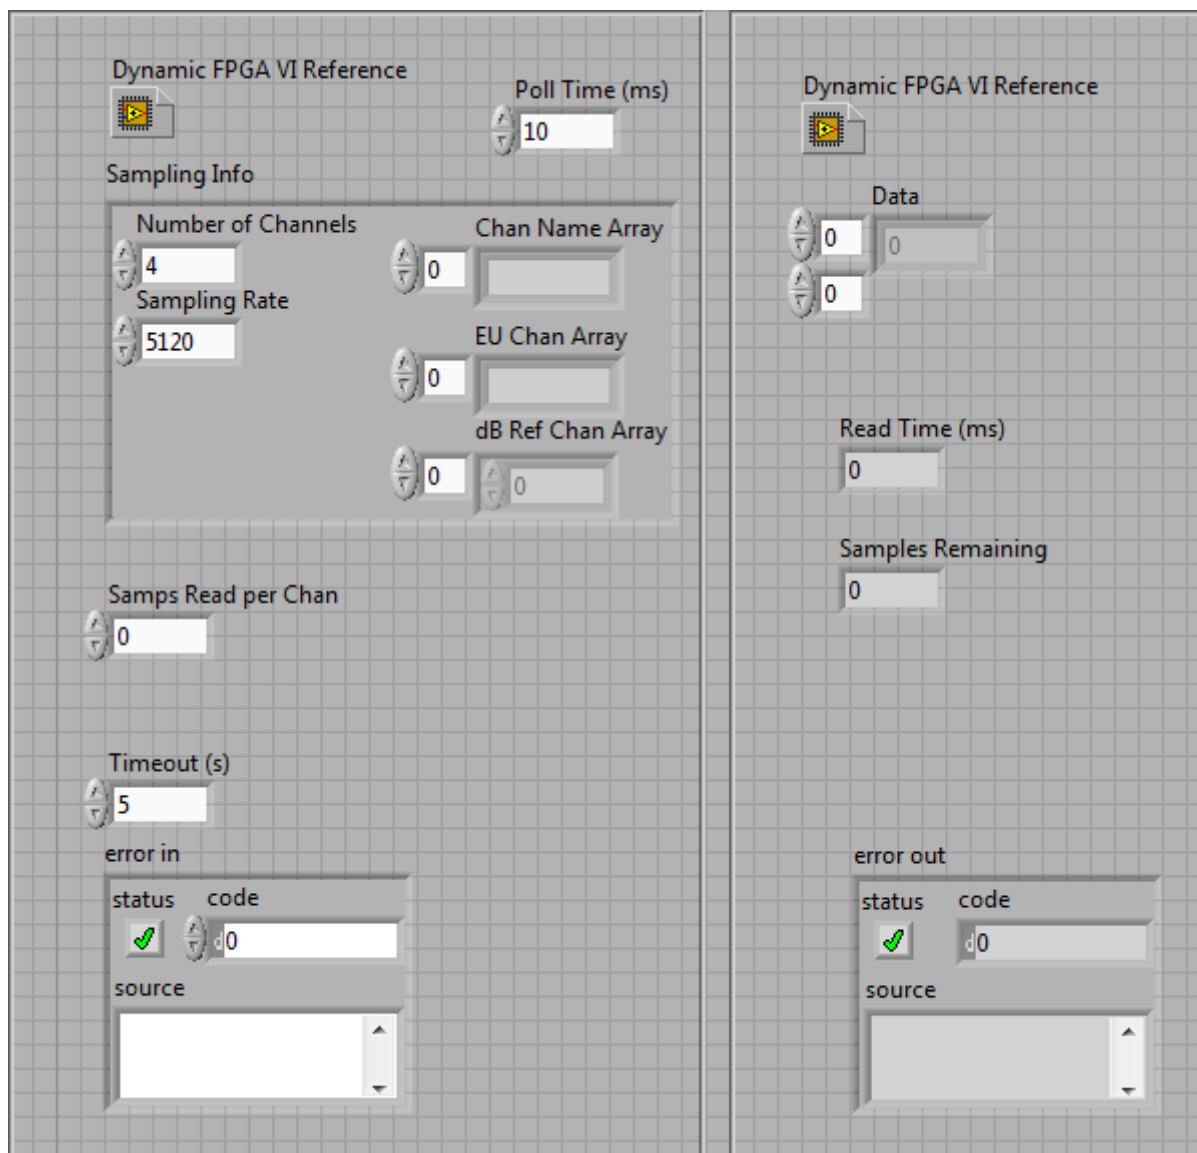 Dynamic FPGA VI Reference
Poll Time (ms)
10
Sampling Info
Number of Channels
4
Sampling Rate
5120
Chan Name Array
0
EU Chan Array
0
dB Ref Chan Array
0
0
Samps Read per Chan
0
Timeout (s)
5
error in
status
code
d0
source
Dynamic FPGA VI Reference
Data
0
0
0
Read Time (ms)
0
Samples Remaining
0
error out
status
code
d0
source